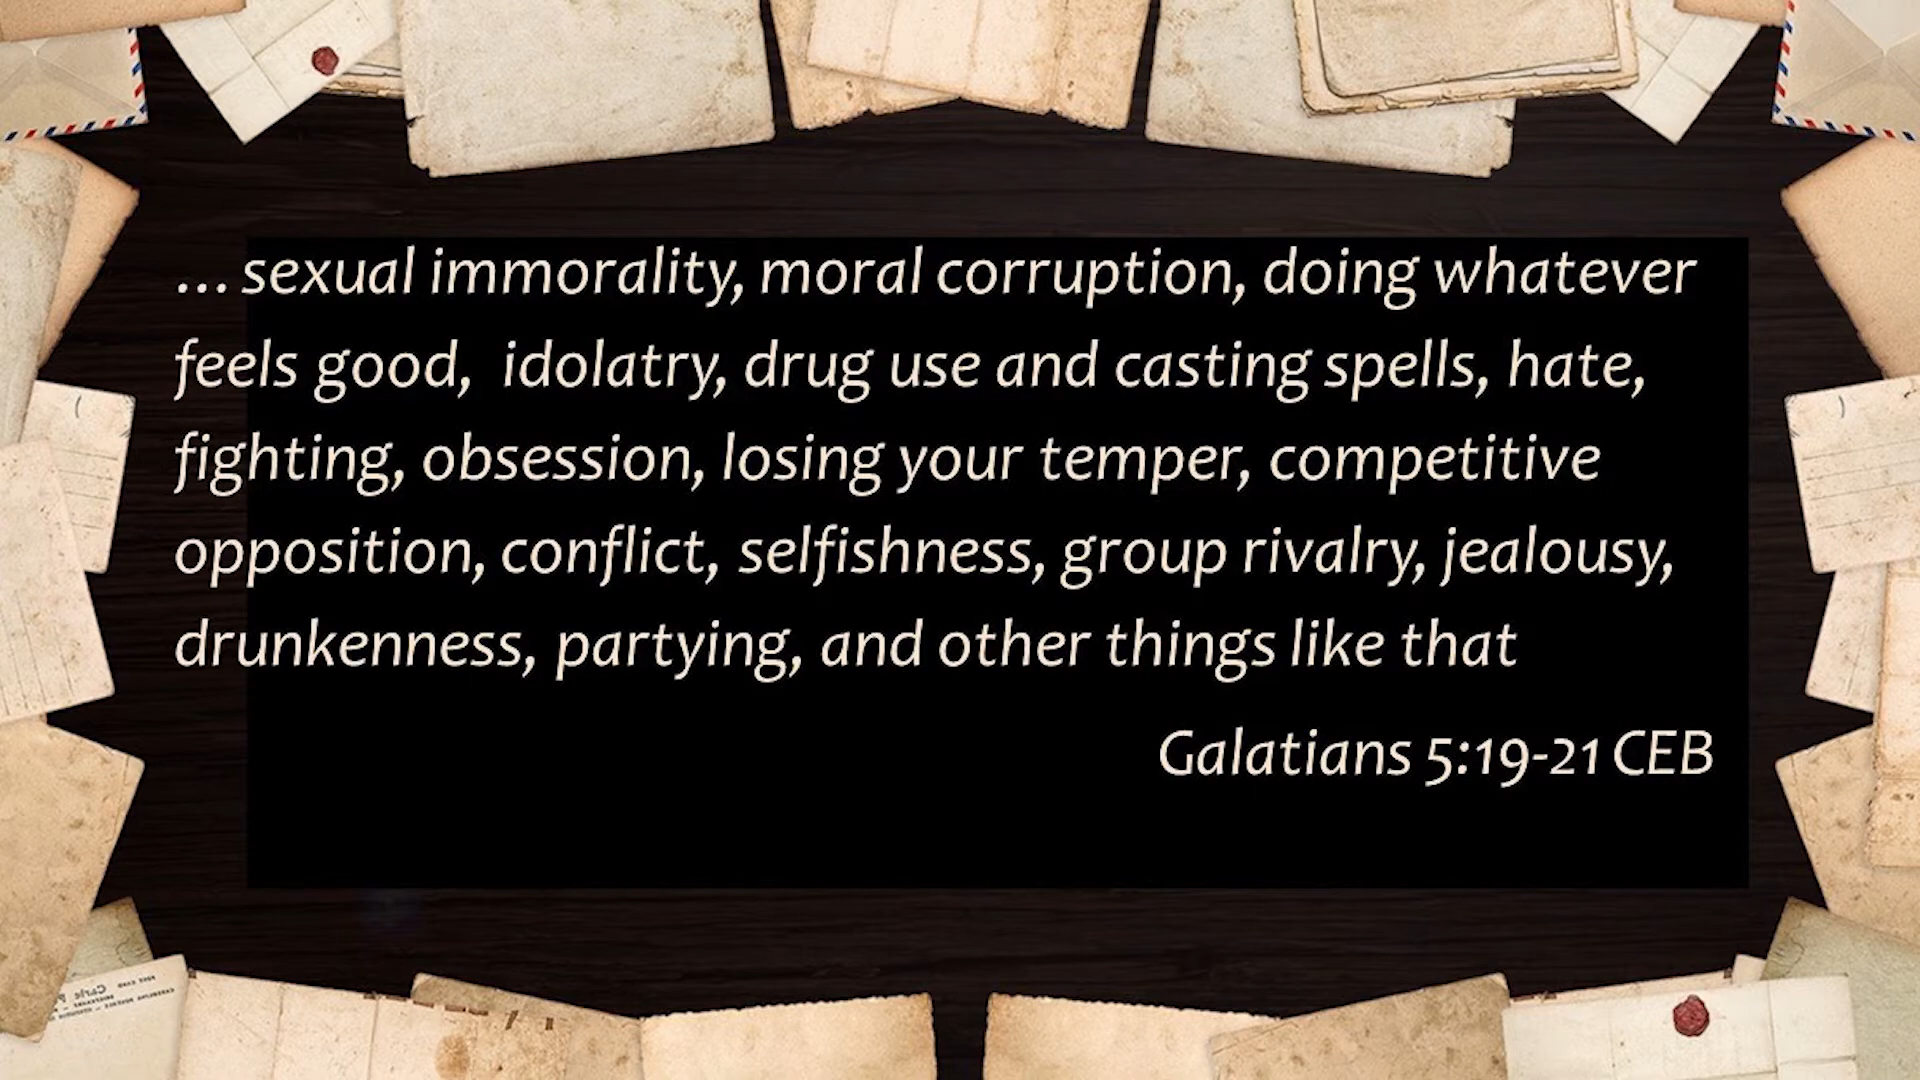 ... sexual immorality, moral corruption, doing whatever
feels good,  idolatry, drug use and casting spells, hate,
fighting, obsession, losing your temper, competitive
opposition, conflict, selfishness, group rivalry, jealousy,
drunkenness, partying, and other things like that
Galatians 5:19-21 CEB